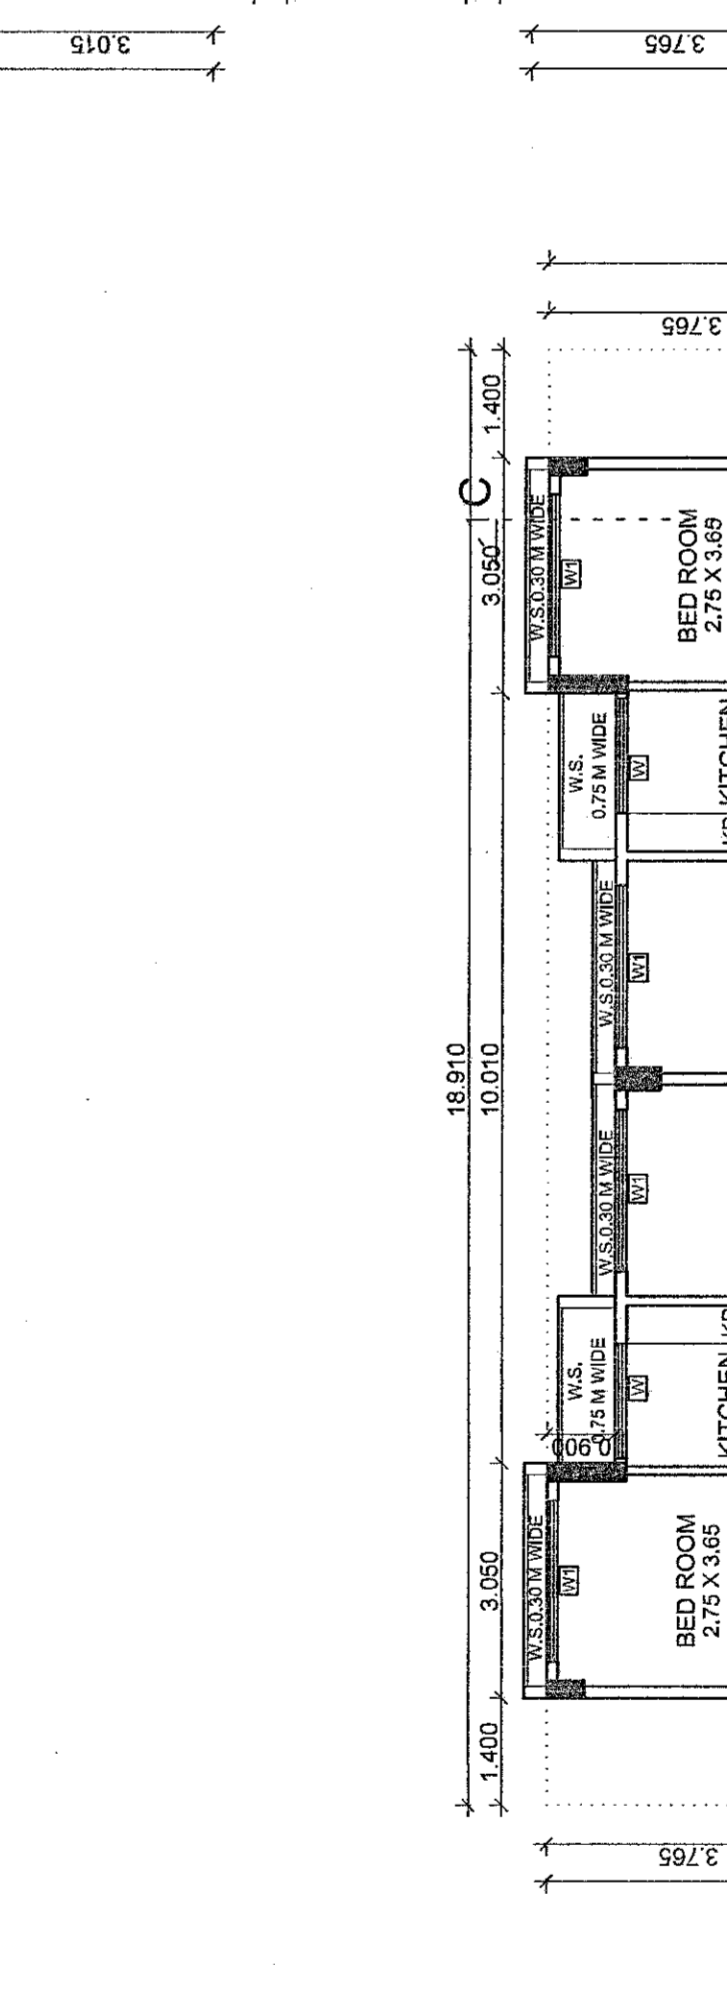 3.015
3.765
3.765
1.400
C
3.050
W.S.0.30 M WIDE
W1
BED ROOM
2.75 X 3.65
W.S.
0.75 M WIDE
W
KITCHEN
W.S.0.30 M WIDE
W1
18.910
10.010
W.S.0.30 M WIDE
W1
W.S.
0.75 M WIDE
W
KITCHEN
0.900
3.050
W.S.0.30 M WIDE
W1
BED ROOM
2.75 X 3.65
1.400
3.765